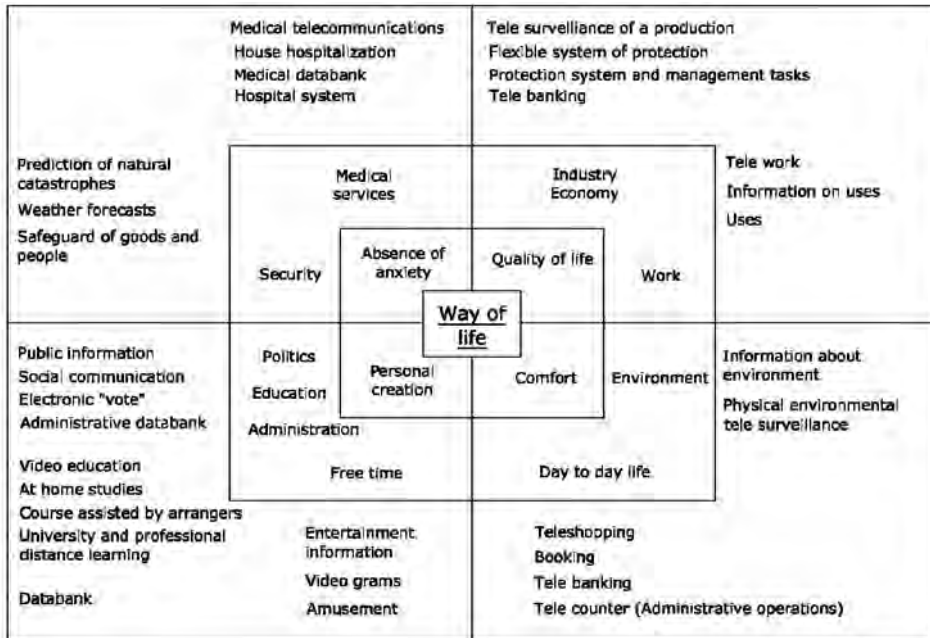 Medical telecommunications
House hospitalization
Medical databank
Hospital system
Tele surveillance of a production
Flexible system of protection
Protection system and management tasks
Tele banking
Prediction of natural
catastrophes
Weather forecasts
Safeguard of goods and
people
Medical
services
Industry
Economy
Tele work
Information on uses
Uses
Security
Absence of
anxiety
Quality of life
Work
Way of
life
Public information
Social communication
Electronic "vote"
Administrative databank
Video education
At home studies
Course assisted by arrangers
University and professional
distance learning
Databank
Politics
Education
Administration
Personal
creation
Comfort
Environment
Information about
environment
Physical environmental
tele surveillance
Free time
Day to day life
Entertainment
information
Video grams
Amusement
Teleshopping
Booking
Tele banking
Tele counter (Administrative operations)